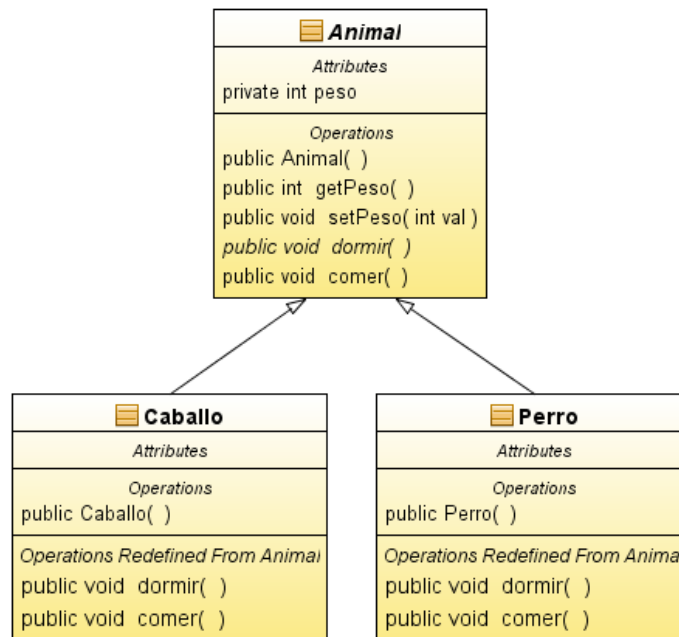 Animal
Attributes
private int peso
Operations
public Animal( )
public int getPeso( )
public void setPeso( int val )
public void dormir( )
public void comer( )
Caballo
Attributes
Operations
public Caballo( )
Operations Redefined From Animal
public void dormir( )
public void comer( )
Perro
Attributes
Operations
public Perro( )
Operations Redefined From Animal
public void dormir( )
public void comer( )